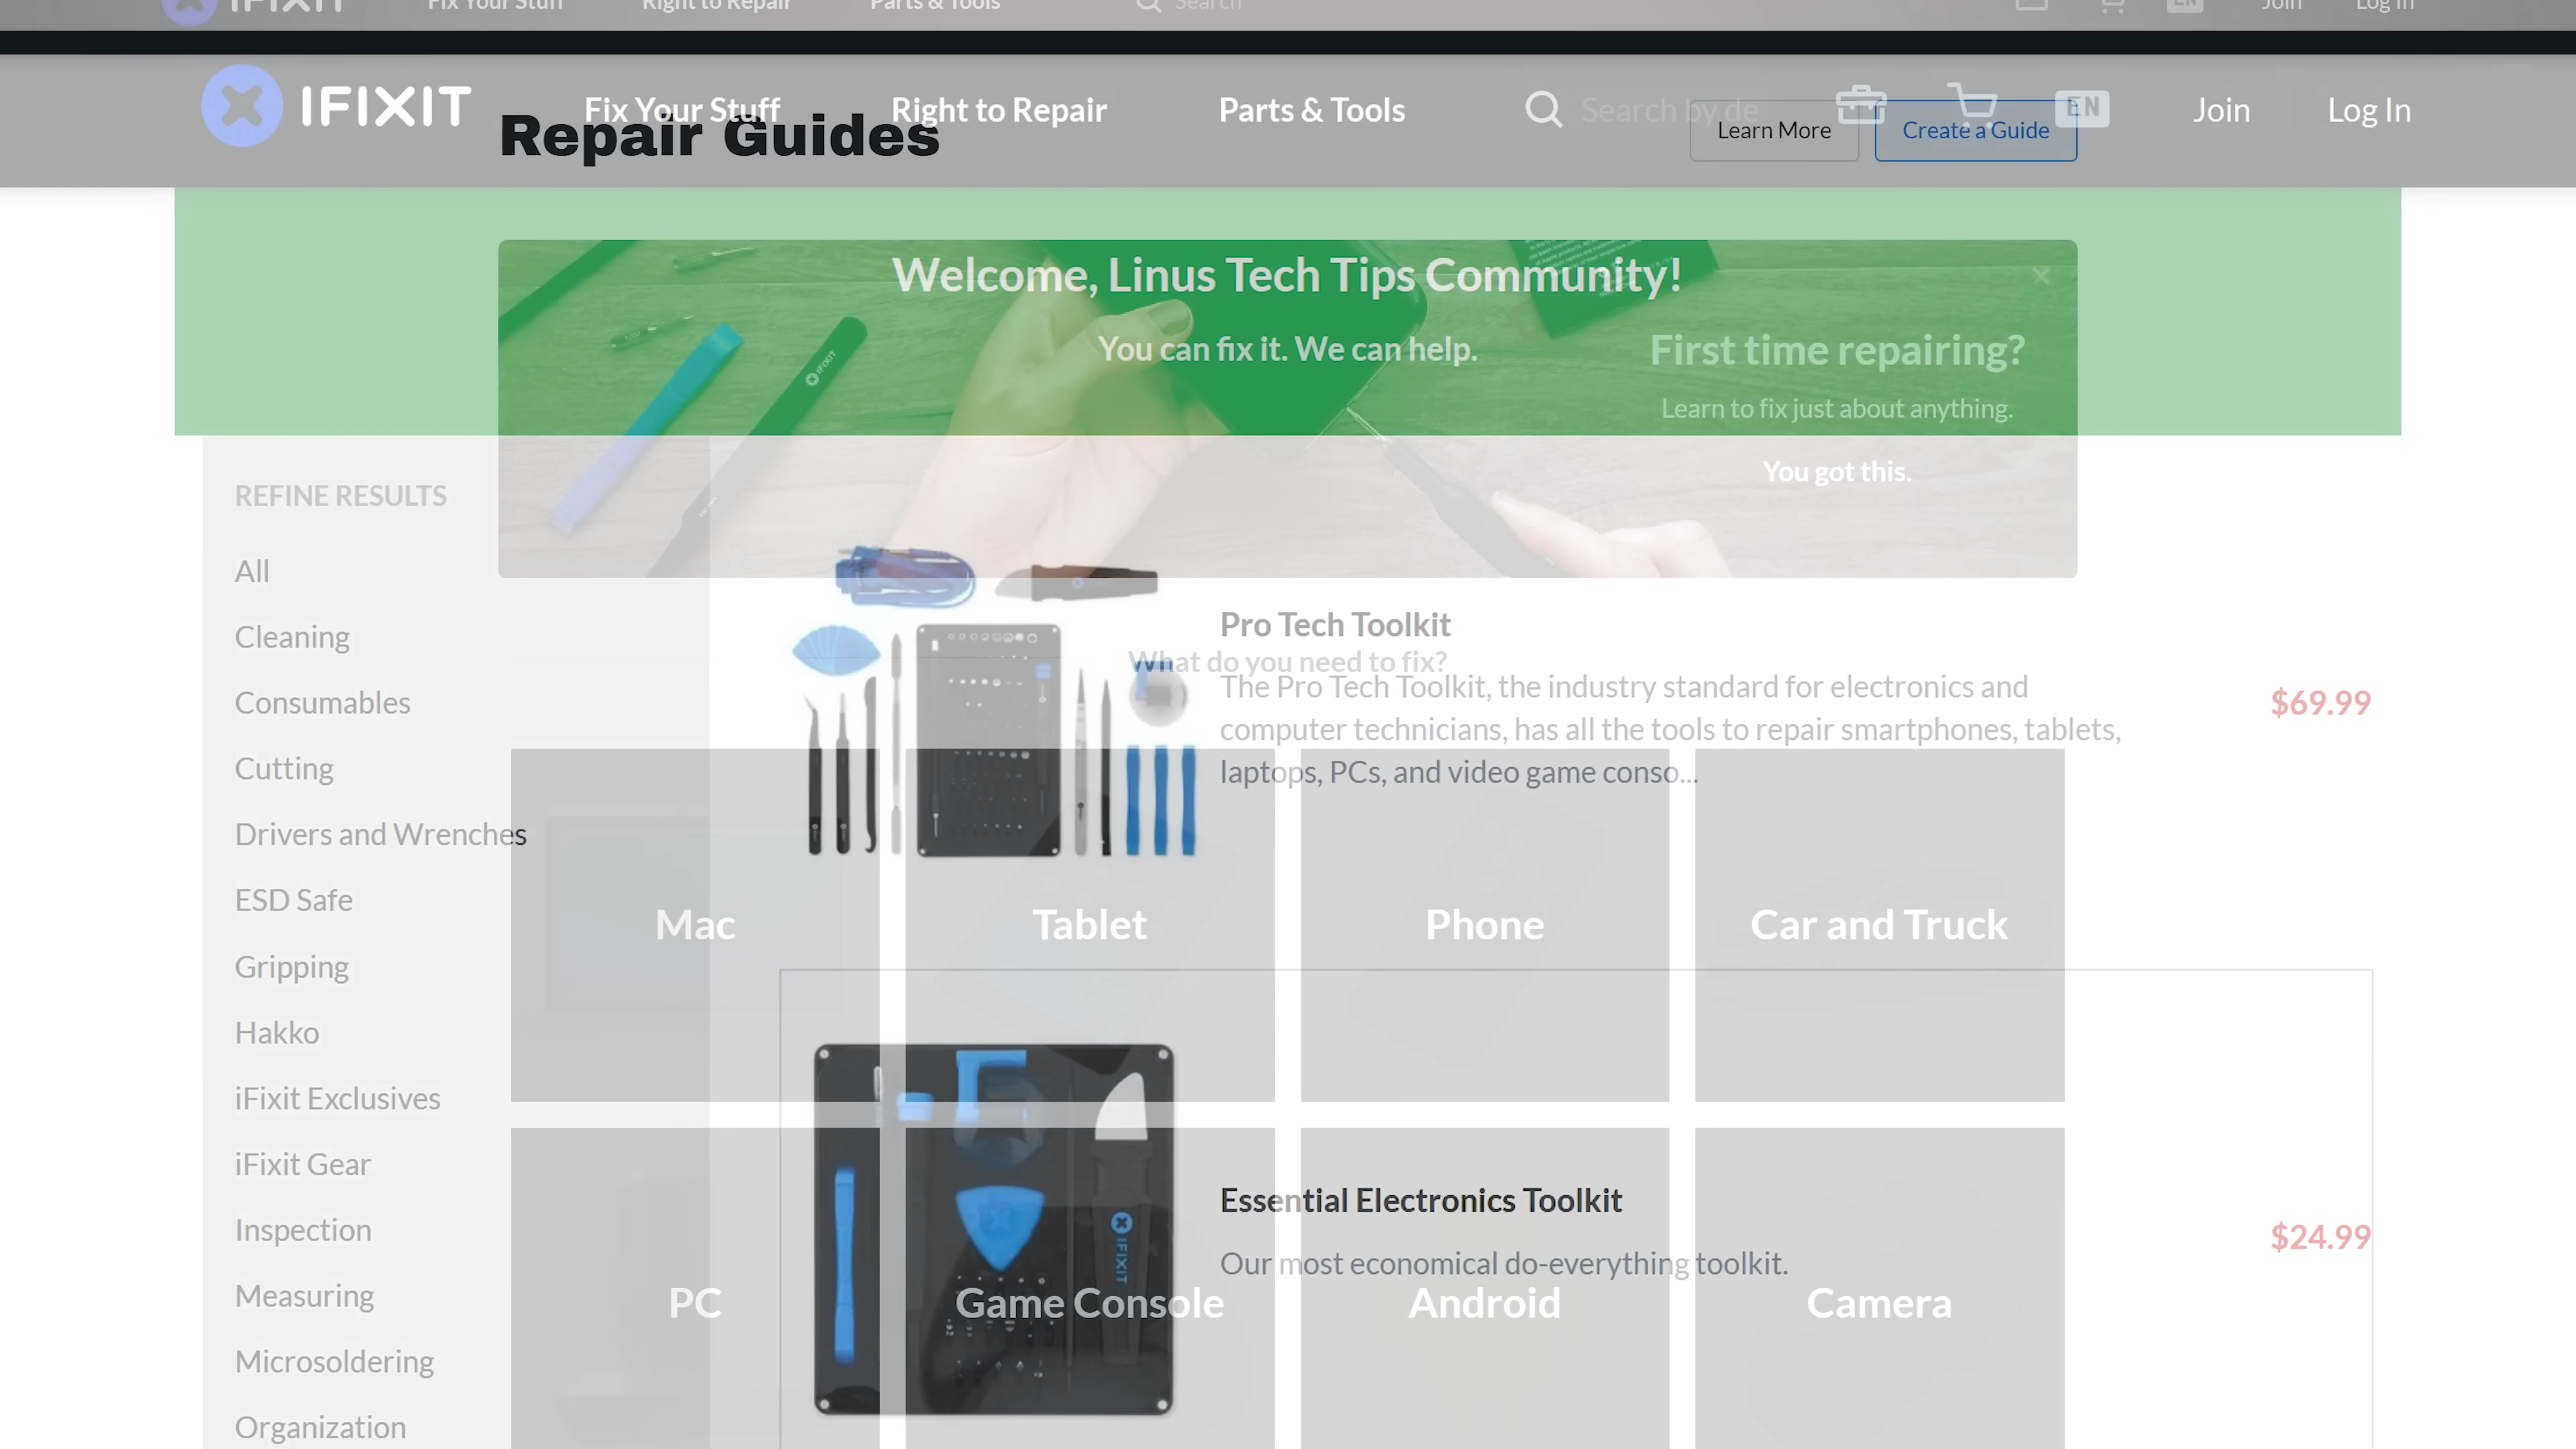 IFIXIT
Fix Your Stuff
Right to Repair
Parts & Tools
Search
EN
Join
Log In
IFIXIT
Fix Your Stuff
Right to Repair
Parts & Tools
Search by de
EN
Join
Log In
Repair Guides
Learn More
Create a Guide
Welcome, Linus Tech Tips Community!
You can fix it. We can help.
IFIXIT
First time repairing?
Learn to fix just about anything.
You got this.
REFINE RESULTS
All
Cleaning
Consumables
Cutting
Drivers and Wrenches
ESD Safe
Gripping
Hakko
iFixit Exclusives
iFixit Gear
Inspection
Measuring
Microsoldering
Organization
Pro Tech Toolkit
What do you need to fix?
The Pro Tech Toolkit, the industry standard for electronics and
computer technicians, has all the tools to repair smartphones, tablets,
laptops, PCs, and video game conso...
$69.99
Mac
Tablet
Phone
Car and Truck
IFIXIT
Essential Electronics Toolkit
Our most economical do-everything toolkit.
$24.99
PC
Game Console
Android
Camera